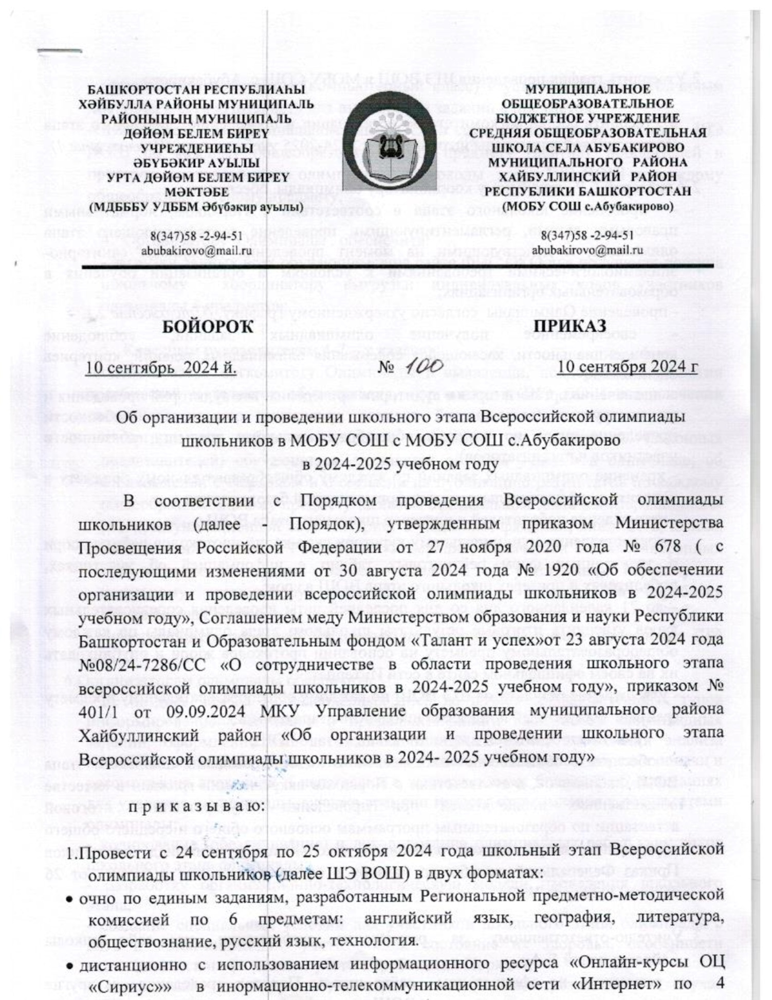 БАШКОРТОСТАН РЕСПУБЛИАҺЫ
ХӘЙБУЛЛА РАЙОНЫ МУНИЦИПАЛЬ
РАЙОНЫНЫҢ МУНИЦИПАЛЬ
ДӨЙӨМ БЕЛЕМ БИРЕҮ
УЧРЕЖДЕНИЕҺЫ
ӘБҮБӘКИР АУЫЛЫ
УРТА ДӨЙӨМ БЕЛЕМ БИРЕҮ
МӘКТӘБЕ
(МДББУ УДББМ Әбүбәкир ауылы)
8(347)58 -2-94-51
abubakirovo@mail.ru
МУНИЦИПАЛЬНОЕ
ОБЩЕОБРАЗОВАТЕЛЬНОЕ
БЮДЖЕТНОЕ УЧРЕЖДЕНИЕ
СРЕДНЯЯ ОБЩЕОБРАЗОВАТЕЛЬНАЯ
ШКОЛА СЕЛА АБУБАКИРОВО
МУНИЦИПАЛЬНОГО РАЙОНА
ХАЙБУЛЛИНСКИЙ РАЙОН
РЕСПУБЛИКИ БАШКОРТОСТАН
(МОБУ СОШ с.Абубакирово)
8(347)58 -2-94-51
abubakirovo@mail.ru
БОЙОРОҠ ПРИКАЗ
10 сентябрь 2024 й. № 100 10 сентября 2024 г
Об организации и проведении школьного этапа Всероссийской олимпиады
школьников в МОБУ СОШ с МОБУ СОШ с.Абубакирово
в 2024-2025 учебном году
В соответствии с Порядком проведения Всероссийской олимпиады
школьников (далее - Порядок), утвержденным приказом Министерства
Просвещения Российской Федерации от 27 ноября 2020 года № 678 ( с
последующими изменениями от 30 августа 2024 года № 1920 «Об обеспечении
организации и проведении всероссийской олимпиады школьников в 2024-2025
учебном году», Соглашением меду Министерством образования и науки Республики
Башкортостан и Образовательным фондом «Талант и успех»от 23 августа 2024 года
№08/24-7286/СС «О сотрудничестве в области проведения школьного этапа
всероссийской олимпиады школьников в 2024-2025 учебном году», приказом №
401/1 от 09.09.2024 МКУ Управление образования муниципального района
Хайбуллинский район «Об организации и проведении школьного этапа
Всероссийской олимпиады школьников в 2024- 2025 учебном году»
п р и к а з ы в а ю:
1.Провести с 24 сентября по 25 октября 2024 года школьный этап Всероссийской
олимпиады школьников (далее ШЭ ВОШ) в двух форматах:
• очно по единым заданиям, разработанным Региональной предметно-методической
комиссией по 6 предметам: английский язык, география, литература,
обществознание, русский язык, технология.
• дистанционно с использованием информационного ресурса «Онлайн-курсы ОЦ
«Сириус»» в инормационно-телекоммуникационной сети «Интернет» по 4